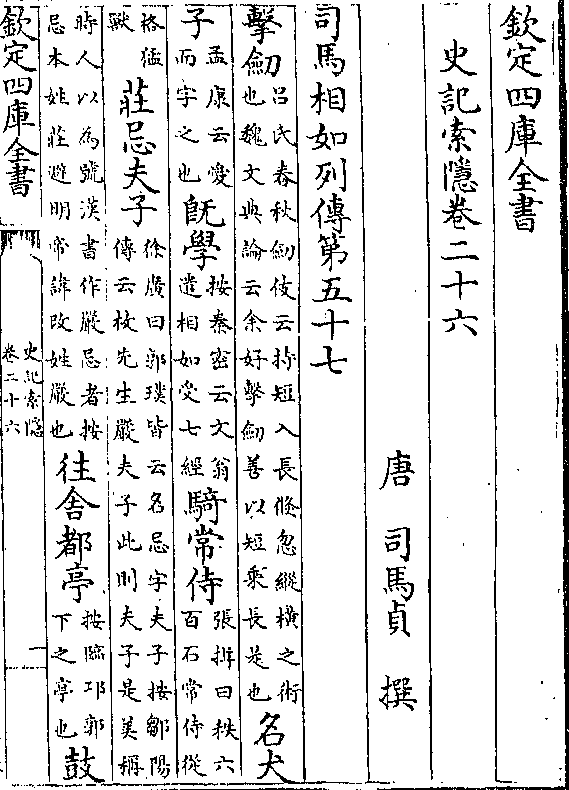 欽定四庫全書
史記索隱卷二十六
唐 司馬貞 撰
司馬相如列傳第五十七
擊劒呂氏春秋劒伎云持短入長倐忽縱橫之術也魏文典論云余好擊劒善以短乘長是也名犬
子孟康云愛而字之也旣學按秦密云文翁遣相如受七經騎常侍張揖曰秩六百石常侍從
格猛獸莊忌夫子徐廣曰郭璞皆云名忌字夫子按鄒陽傳云枚先生嚴夫子此則夫子是美稱
時人以為號漢書作嚴忌者按忌本姓莊避明帝諱改姓嚴也往舍都亭按臨邛郭下之亭也鼓
欽定四庫全書
史記索隱
卷二十六
一